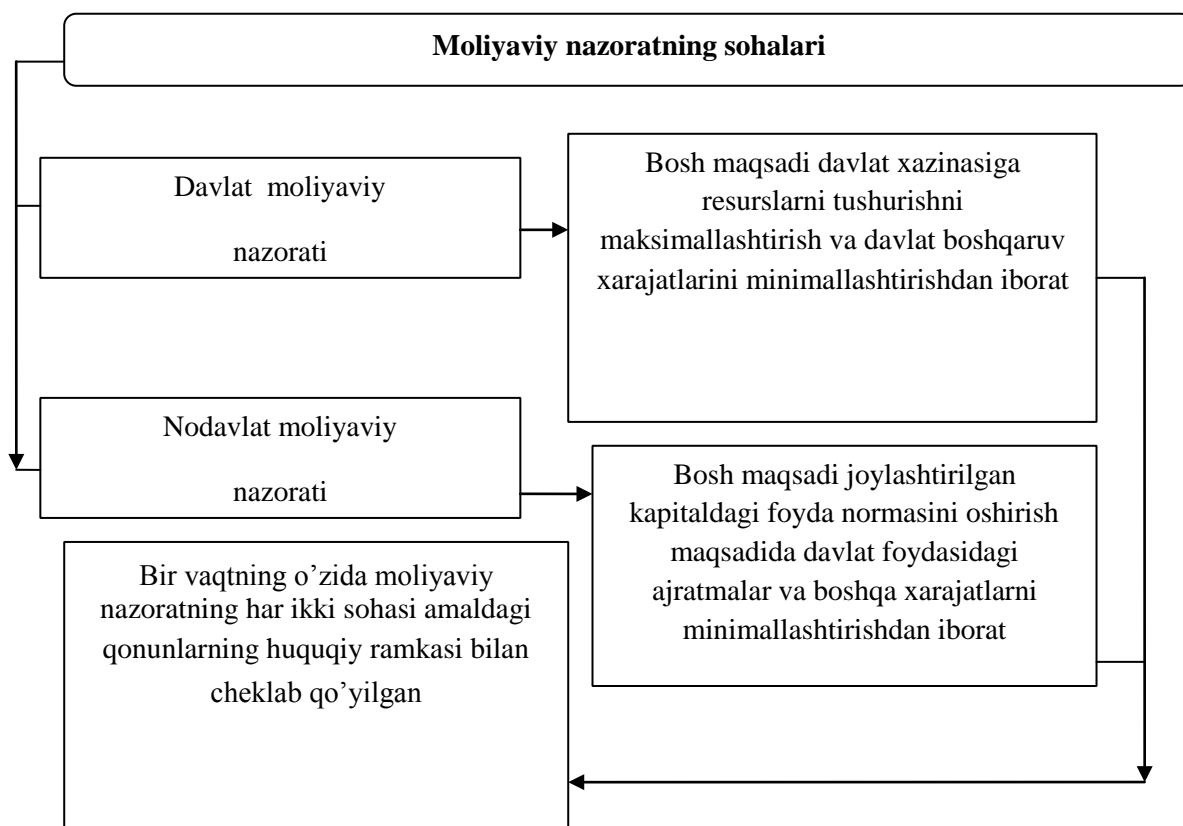 Moliyaviy nazoratning sohalari
Davlat moliyaviy
nazorati
Bosh maqsadi davlat xazinasiga
resurslarni tushurishni
maksimallashtirish va davlat boshqaruv
xarajatlarini minimallashtirishdan iborat
Nodavlat moliyaviy
nazorati
Bosh maqsadi joylashtirilgan
kapitaldagi foyda normasini oshirish
maqsadida davlat foydasidagi
ajratmalar va boshqa xarajatlarni
minimallashtirishdan iborat
Bir vaqtning o’zida moliyaviy
nazoratning har ikki sohasi amaldagi
qonunlarning huquqiy ramkasi bilan
cheklab qo’yilgan